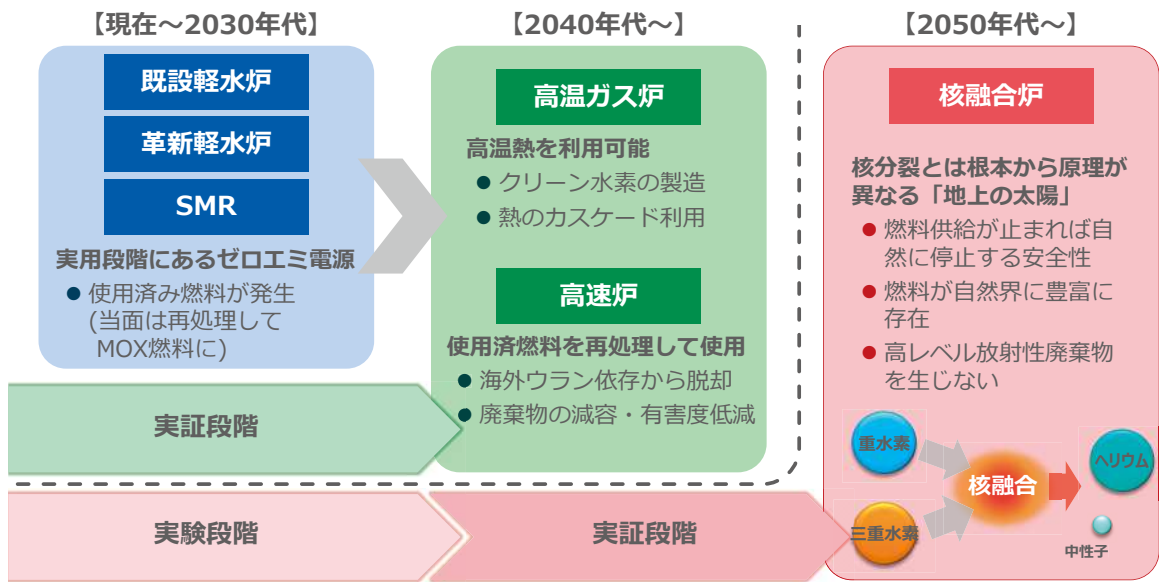 【現在～2030年代】
既設軽水炉
革新軽水炉
SMR
実用段階にあるゼロエミ電源
● 使用済み燃料が発生
(当面は再処理して
MOX燃料に)
【2040年代～】
高温ガス炉
高温熱を利用可能
● クリーン水素の製造
● 熱のカスケード利用
高速炉
使用済燃料を再処理して使用
● 海外ウラン依存から脱却
● 廃棄物の減容・有害度低減
実証段階
【2050年代～】
核融合炉
核分裂とは根本から原理が
異なる「地上の太陽」
● 燃料供給が止まれば自
然に停止する安全性
● 燃料が自然界に豊富に
存在
● 高レベル放射性廃棄物
を生じない
重水素
三重水素
核融合
ヘリウム
中性子
実験段階
実証段階